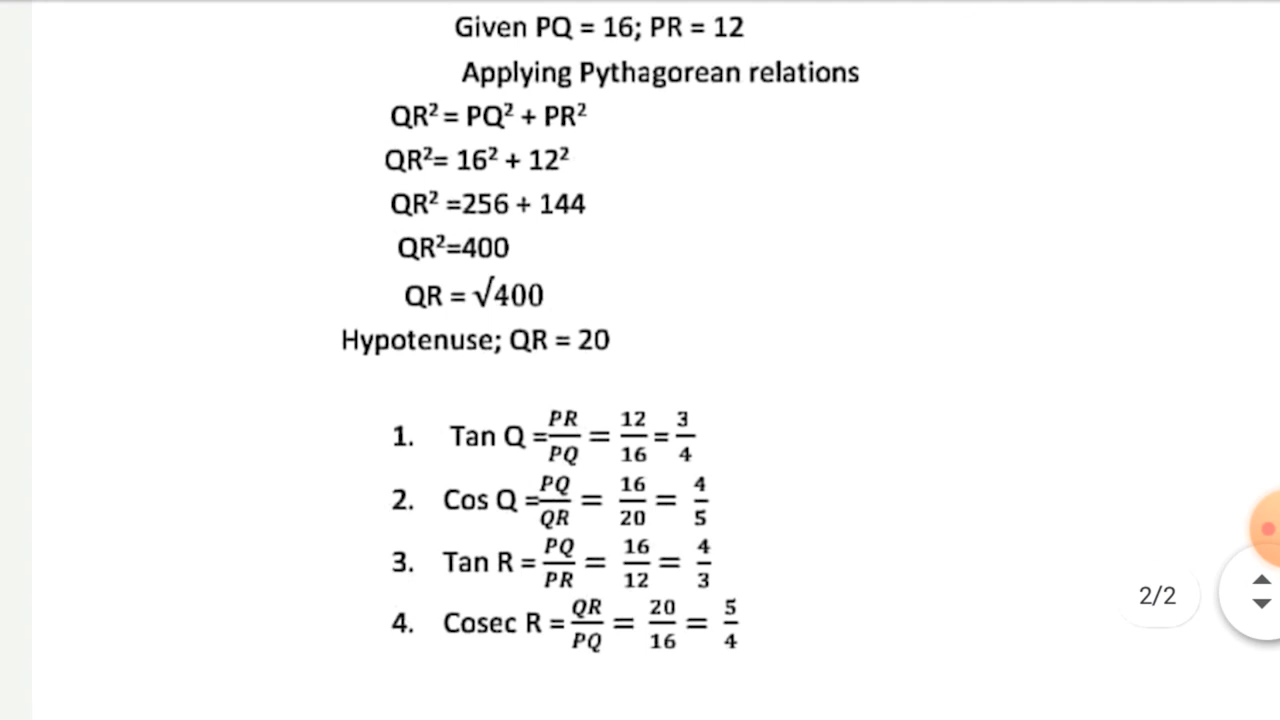 Given PQ = 16; PR = 12
Applying Pythagorean relations
QR² = PQ² + PR²
QR²= 16² + 12²
QR² =256 + 144
QR²=400
QR = √400
Hypotenuse; QR = 20
1. Tan Q =PR/PQ = 12/16 = 3/4
2. Cos Q =PQ/QR = 16/20 = 4/5
3. Tan R = PQ/PR = 16/12 = 4/3
4. Cosec R = QR/PQ = 20/16 = 5/4
2/2